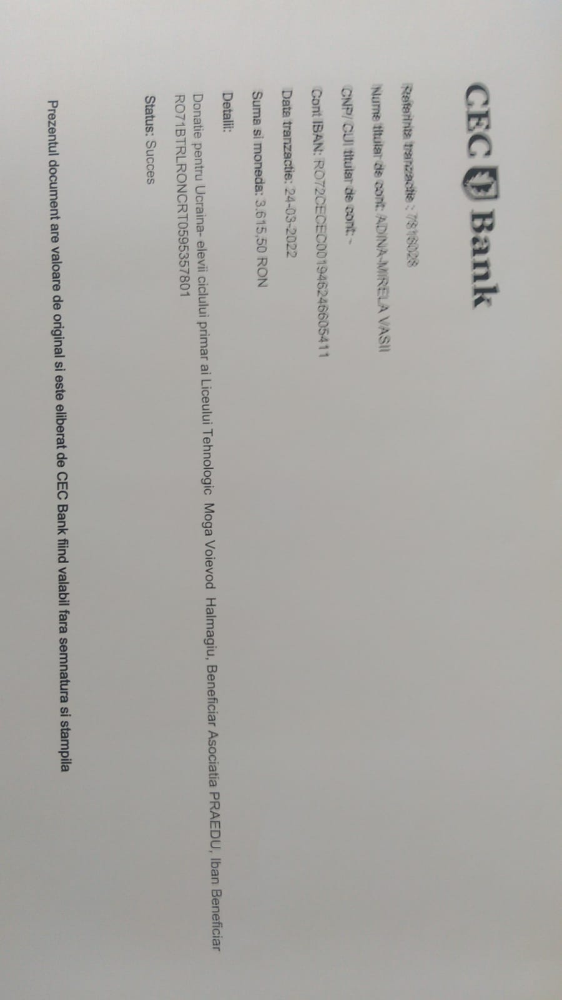 CEC Bank
Referinta tranzactie : 7818028
Nume titular de cont: ADINA-MIRELA VASII
CNP/CUI titular de cont: -
Cont IBAN: RO72CECEC001946246605411
Data tranzactie: 24-03-2022
Suma si moneda: 3.615,50 RON
Detalii:
Donatie pentru Ucraina- elevii ciclului primar ai Liceului Tehnologic Moga Voievod Halmagiu, Beneficiar Asociatia PRAEDU, Iban Beneficiar
RO71BTRLRONCRT0595357801
Status: Succes
Prezentul document are valoare de original si este eliberat de CEC Bank fiind valabil fara semnatura si stampila